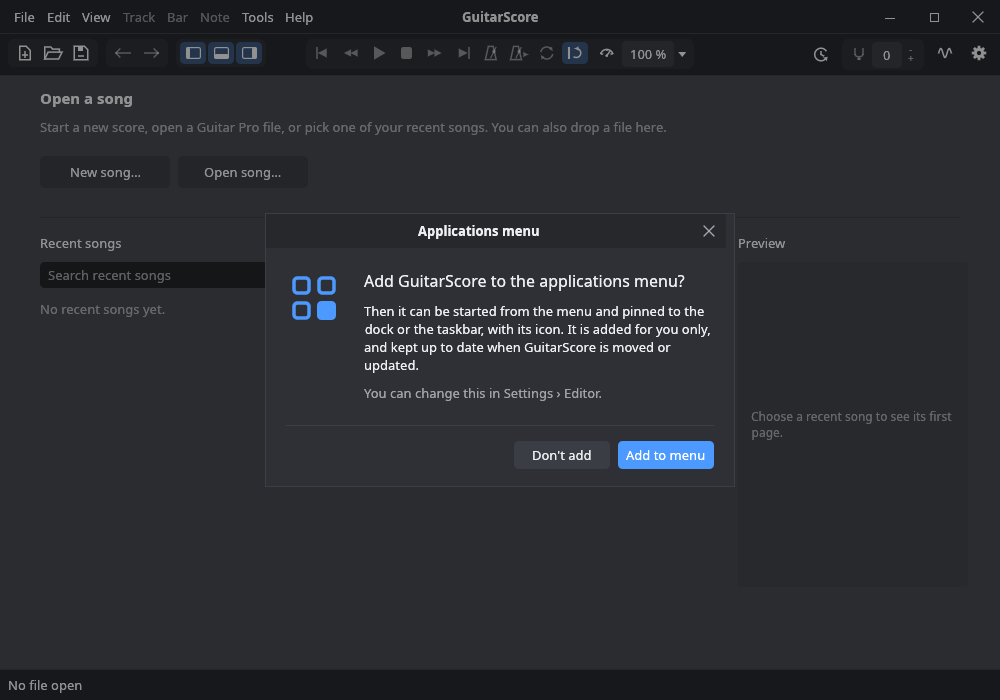 File Edit View Track Bar Note Tools Help
GuitarScore
100 %
0
-
+
Open a song
Start a new score, open a Guitar Pro file, or pick one of your recent songs. You can also drop a file here.
New song...
Open song...
Recent songs
Search recent songs
No recent songs yet.
Applications menu
Add GuitarScore to the applications menu?
Then it can be started from the menu and pinned to the
dock or the taskbar, with its icon. It is added for you only,
and kept up to date when GuitarScore is moved or
updated.
You can change this in Settings › Editor.
Don't add
Add to menu
Preview
Choose a recent song to see its first
page.
No file open